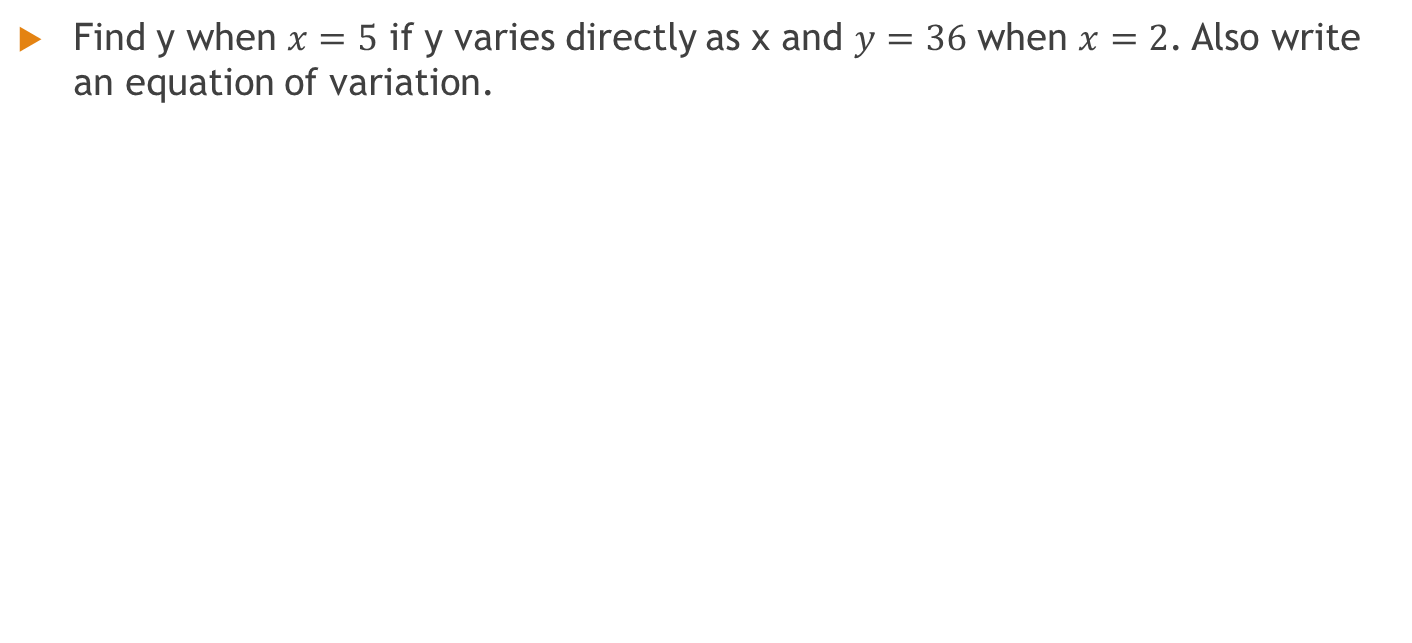 Find y when x = 5 if y varies directly as x and y = 36 when x = 2. Also write
an equation of variation.